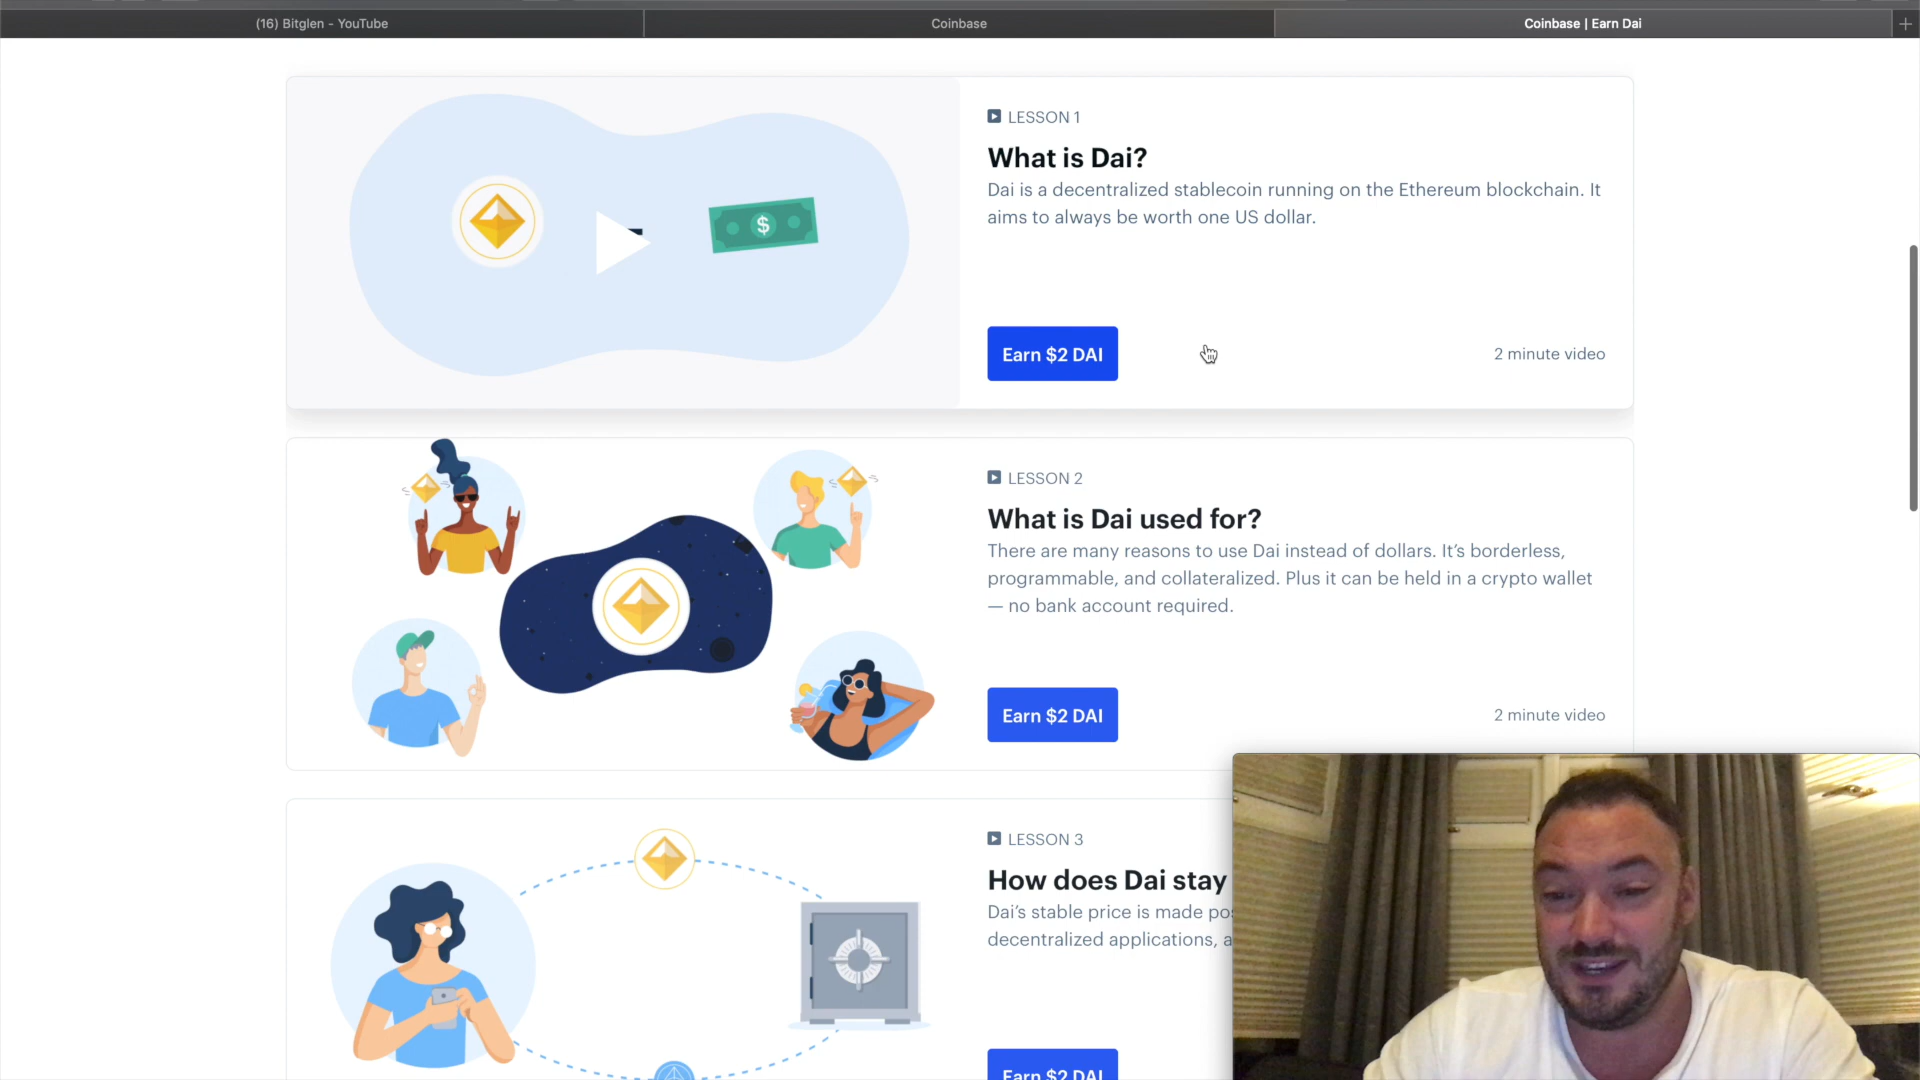 (16) Bitglen - YouTube
Coinbase
Coinbase | Earn Dai
LESSON 1
What is Dai?
Dai is a decentralized stablecoin running on the Ethereum blockchain. It
aims to always be worth one US dollar.
Earn $2 DAI
2 minute video
LESSON 2
What is Dai used for?
There are many reasons to use Dai instead of dollars. It’s borderless,
programmable, and collateralized. Plus it can be held in a crypto wallet
— no bank account required.
Earn $2 DAI
2 minute video
LESSON 3
How does Dai stay
Dai’s stable price is made
decentralized applications,
Earn $2 DAI